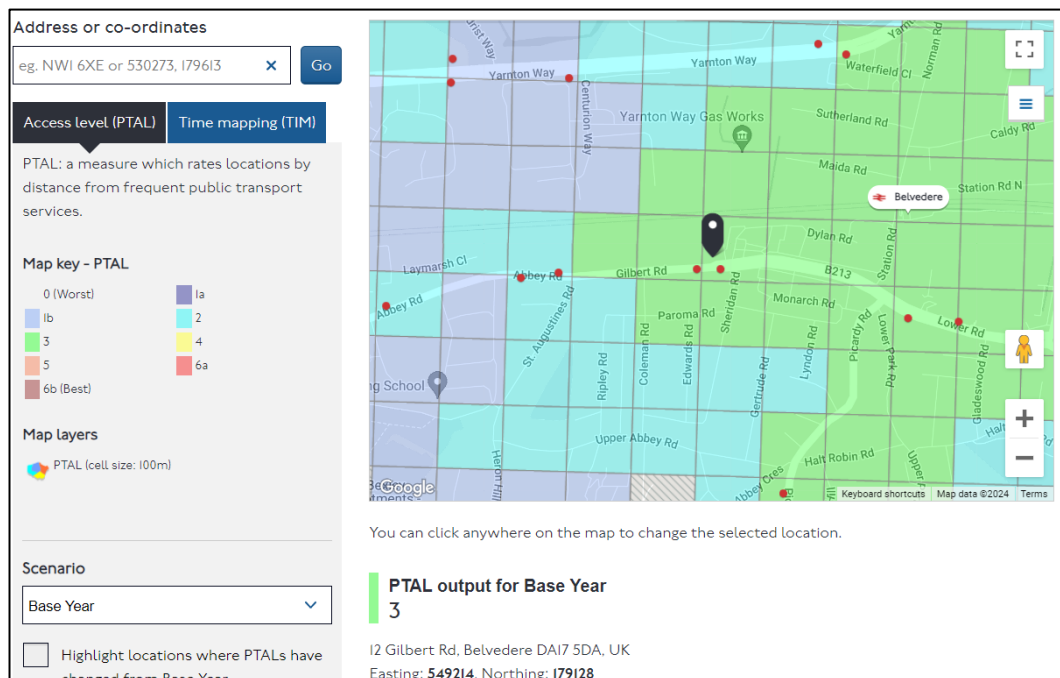 Address or co-ordinates
eg. NW1 6XE or 530273, 179613
Go
Access level (PTAL)
Time mapping (TIM)
PTAL: a measure which rates locations by
distance from frequent public transport
services.
Map key - PTAL
0 (Worst)
1a
1b
2
3
4
5
6a
6b (Best)
Map layers
PTAL (cell size: 100m)
Scenario
Base Year
Highlight locations where PTALs have
changed from Base Year
Yarnton Way
Yarnton Way
Waterfield Cl
Norman Rd
Centurion Way
Yarnton Way Gas Works
Sutherland Rd
Caldy Rd
Maida Rd
Station Rd N
Belvedere
Dylan Rd
Station Rd
Laymarsh Cl
Abbey Rd
Gilbert Rd
B213
Abbey Rd
St. Augustines Rd
Sheridan Rd
Monarch Rd
Paroma Rd
Lower Rd
Picardy Rd
Lower Park Rd
Coleman Rd
Edwards Rd
Ripley Rd
Lyndon Rd
Gertrude Rd
Gladeswood Rd
ng School
Upper Abbey Rd
Heron Hill
Halt Robin Rd
Abbey Cres
Google
Keyboard shortcuts
Map data ©2024
Terms
You can click anywhere on the map to change the selected location.
PTAL output for Base Year
3
12 Gilbert Rd, Belvedere DA17 5DA, UK
Easting: 549214, Northing: 179128